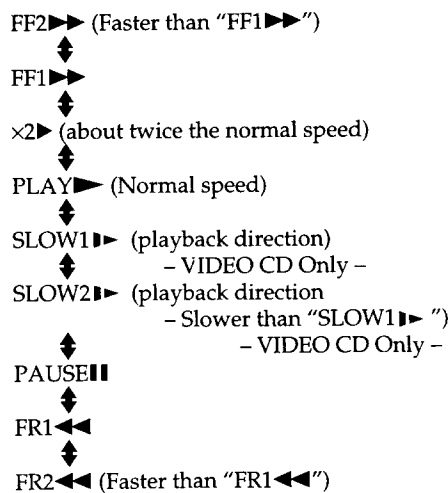 FF2▶▶ (Faster than "FF1▶▶")
FF1▶▶
×2▶ (about twice the normal speed)
PLAY▶ (Normal speed)
SLOW1▮▶ (playback direction)
– VIDEO CD Only –
SLOW2▮▶ (playback direction
– Slower than "SLOW1▮▶ ")
– VIDEO CD Only –
PAUSE▮▮
FR1◀◀
FR2◀◀ (Faster than "FR1◀◀")